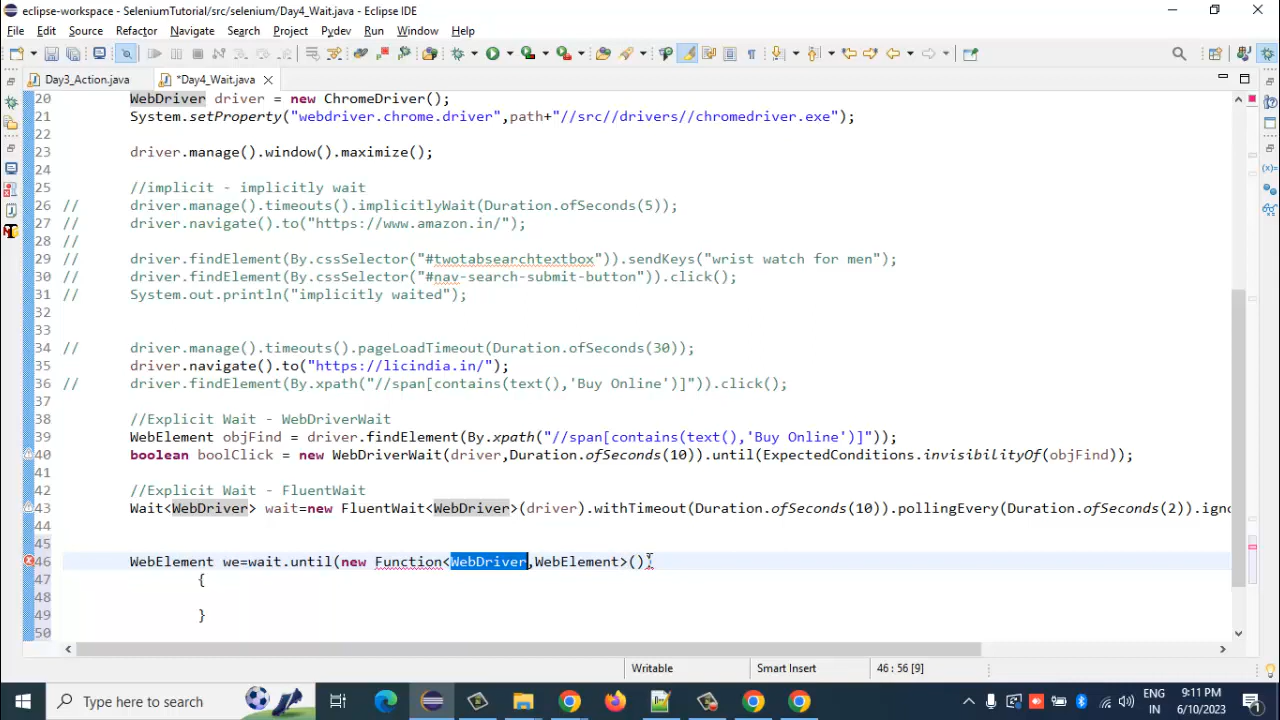 eclipse-workspace - SeleniumTutorial/src/selenium/Day4_Wait.java - Eclipse IDE
File Edit Source Refactor Navigate Search Project Pydev Run Window Help
Day3_Action.java *Day4_Wait.java
20 WebDriver driver = new ChromeDriver();
21 System.setProperty("webdriver.chrome.driver",path+"//src//drivers//chromedriver.exe");
22
23 driver.manage().window().maximize();
24
25 //implicit - implicitly wait
26 // driver.manage().timeouts().implicitlyWait(Duration.ofSeconds(5));
27 // driver.navigate().to("https://www.amazon.in/");
28 //
29 // driver.findElement(By.cssSelector("#twotabsearchtextbox")).sendKeys("wrist watch for men");
30 // driver.findElement(By.cssSelector("#nav-search-submit-button")).click();
31 // System.out.println("implicitly waited");
32
33
34 // driver.manage().timeouts().pageLoadTimeout(Duration.ofSeconds(30));
35 driver.navigate().to("https://licindia.in/");
36 // driver.findElement(By.xpath("//span[contains(text(),'Buy Online')]")).click();
37
38 //Explicit Wait - WebDriverWait
39 WebElement objFind = driver.findElement(By.xpath("//span[contains(text(),'Buy Online')]"));
40 boolean boolClick = new WebDriverWait(driver,Duration.ofSeconds(10)).until(ExpectedConditions.invisibilityOf(objFind));
41
42 //Explicit Wait - FluentWait
43 Wait<WebDriver> wait=new FluentWait<WebDriver>(driver).withTimeout(Duration.ofSeconds(10)).pollingEvery(Duration.ofSeconds(2)).igno
44
45
46 WebElement we=wait.until(new Function<WebDriver,WebElement>()
47 {
48
49 }
50
Writable Smart Insert 46 : 56 [9]
Type here to search
ENG
IN
9:11 PM
6/10/2023